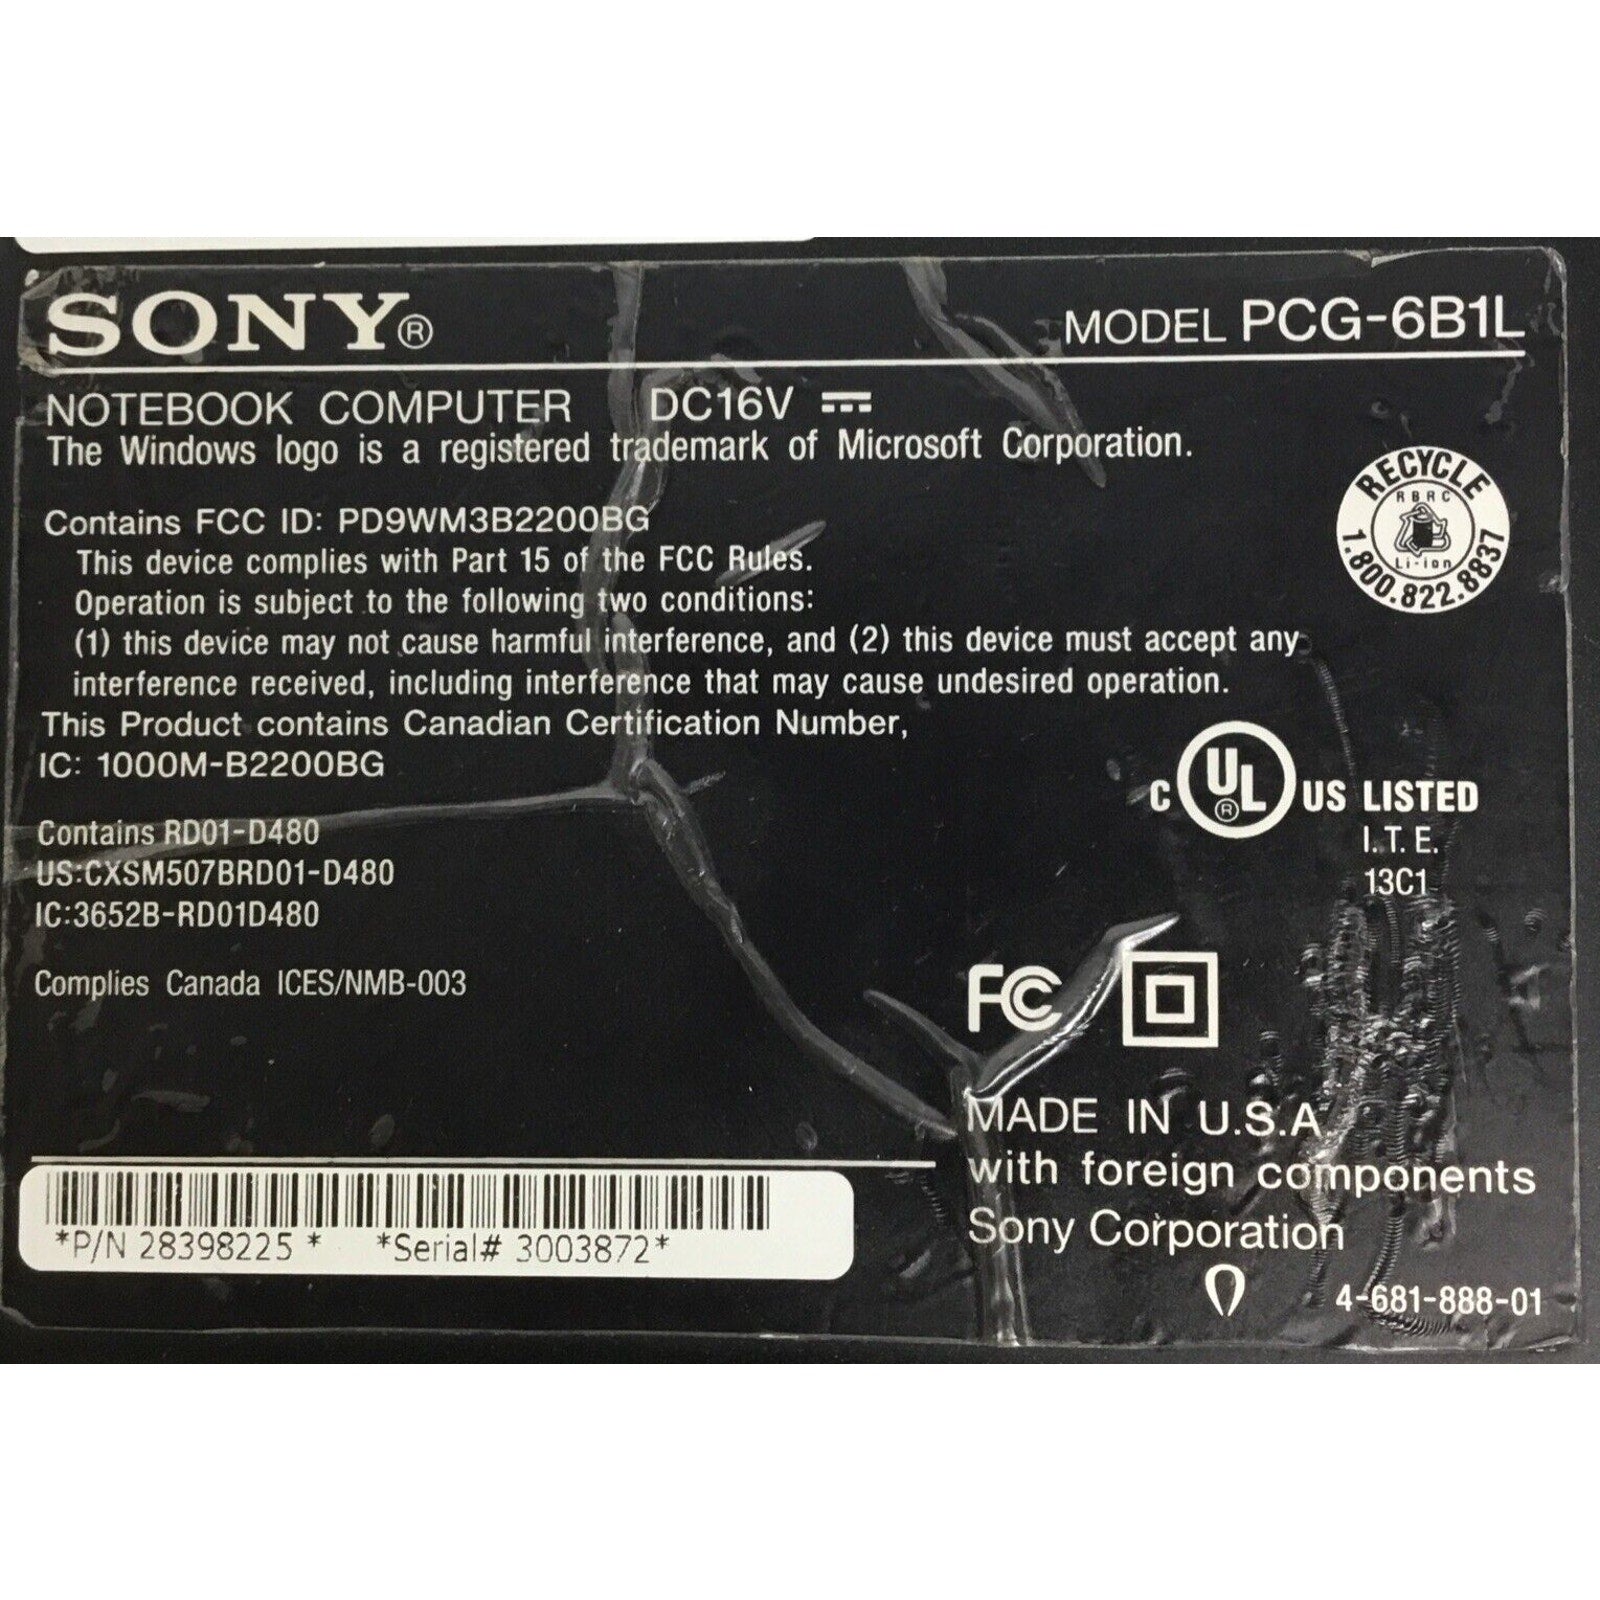 SONY®
MODEL PCG-6B1L
NOTEBOOK COMPUTER DC16V
The Windows logo is a registered trademark of Microsoft Corporation.
RECYCLE
RBRC
Li-ion
1.800.822.8837
Contains FCC ID: PD9WM3B2200BG
This device complies with Part 15 of the FCC Rules.
Operation is subject to the following two conditions:
(1) this device may not cause harmful interference, and (2) this device must accept any
interference received, including interference that may cause undesired operation.
This Product contains Canadian Certification Number,
IC: 1000M-B2200BG
C UL® US LISTED
I.T.E.
13C1
Contains RD01-D480
US:CXSM507BRD01-D480
IC:3652B-RD01D480
Complies Canada ICES/NMB-003
FC
MADE IN U.S.A.
with foreign components
Sony Corporation
*P/N 28398225 * *Serial# 3003872*
4-681-888-01